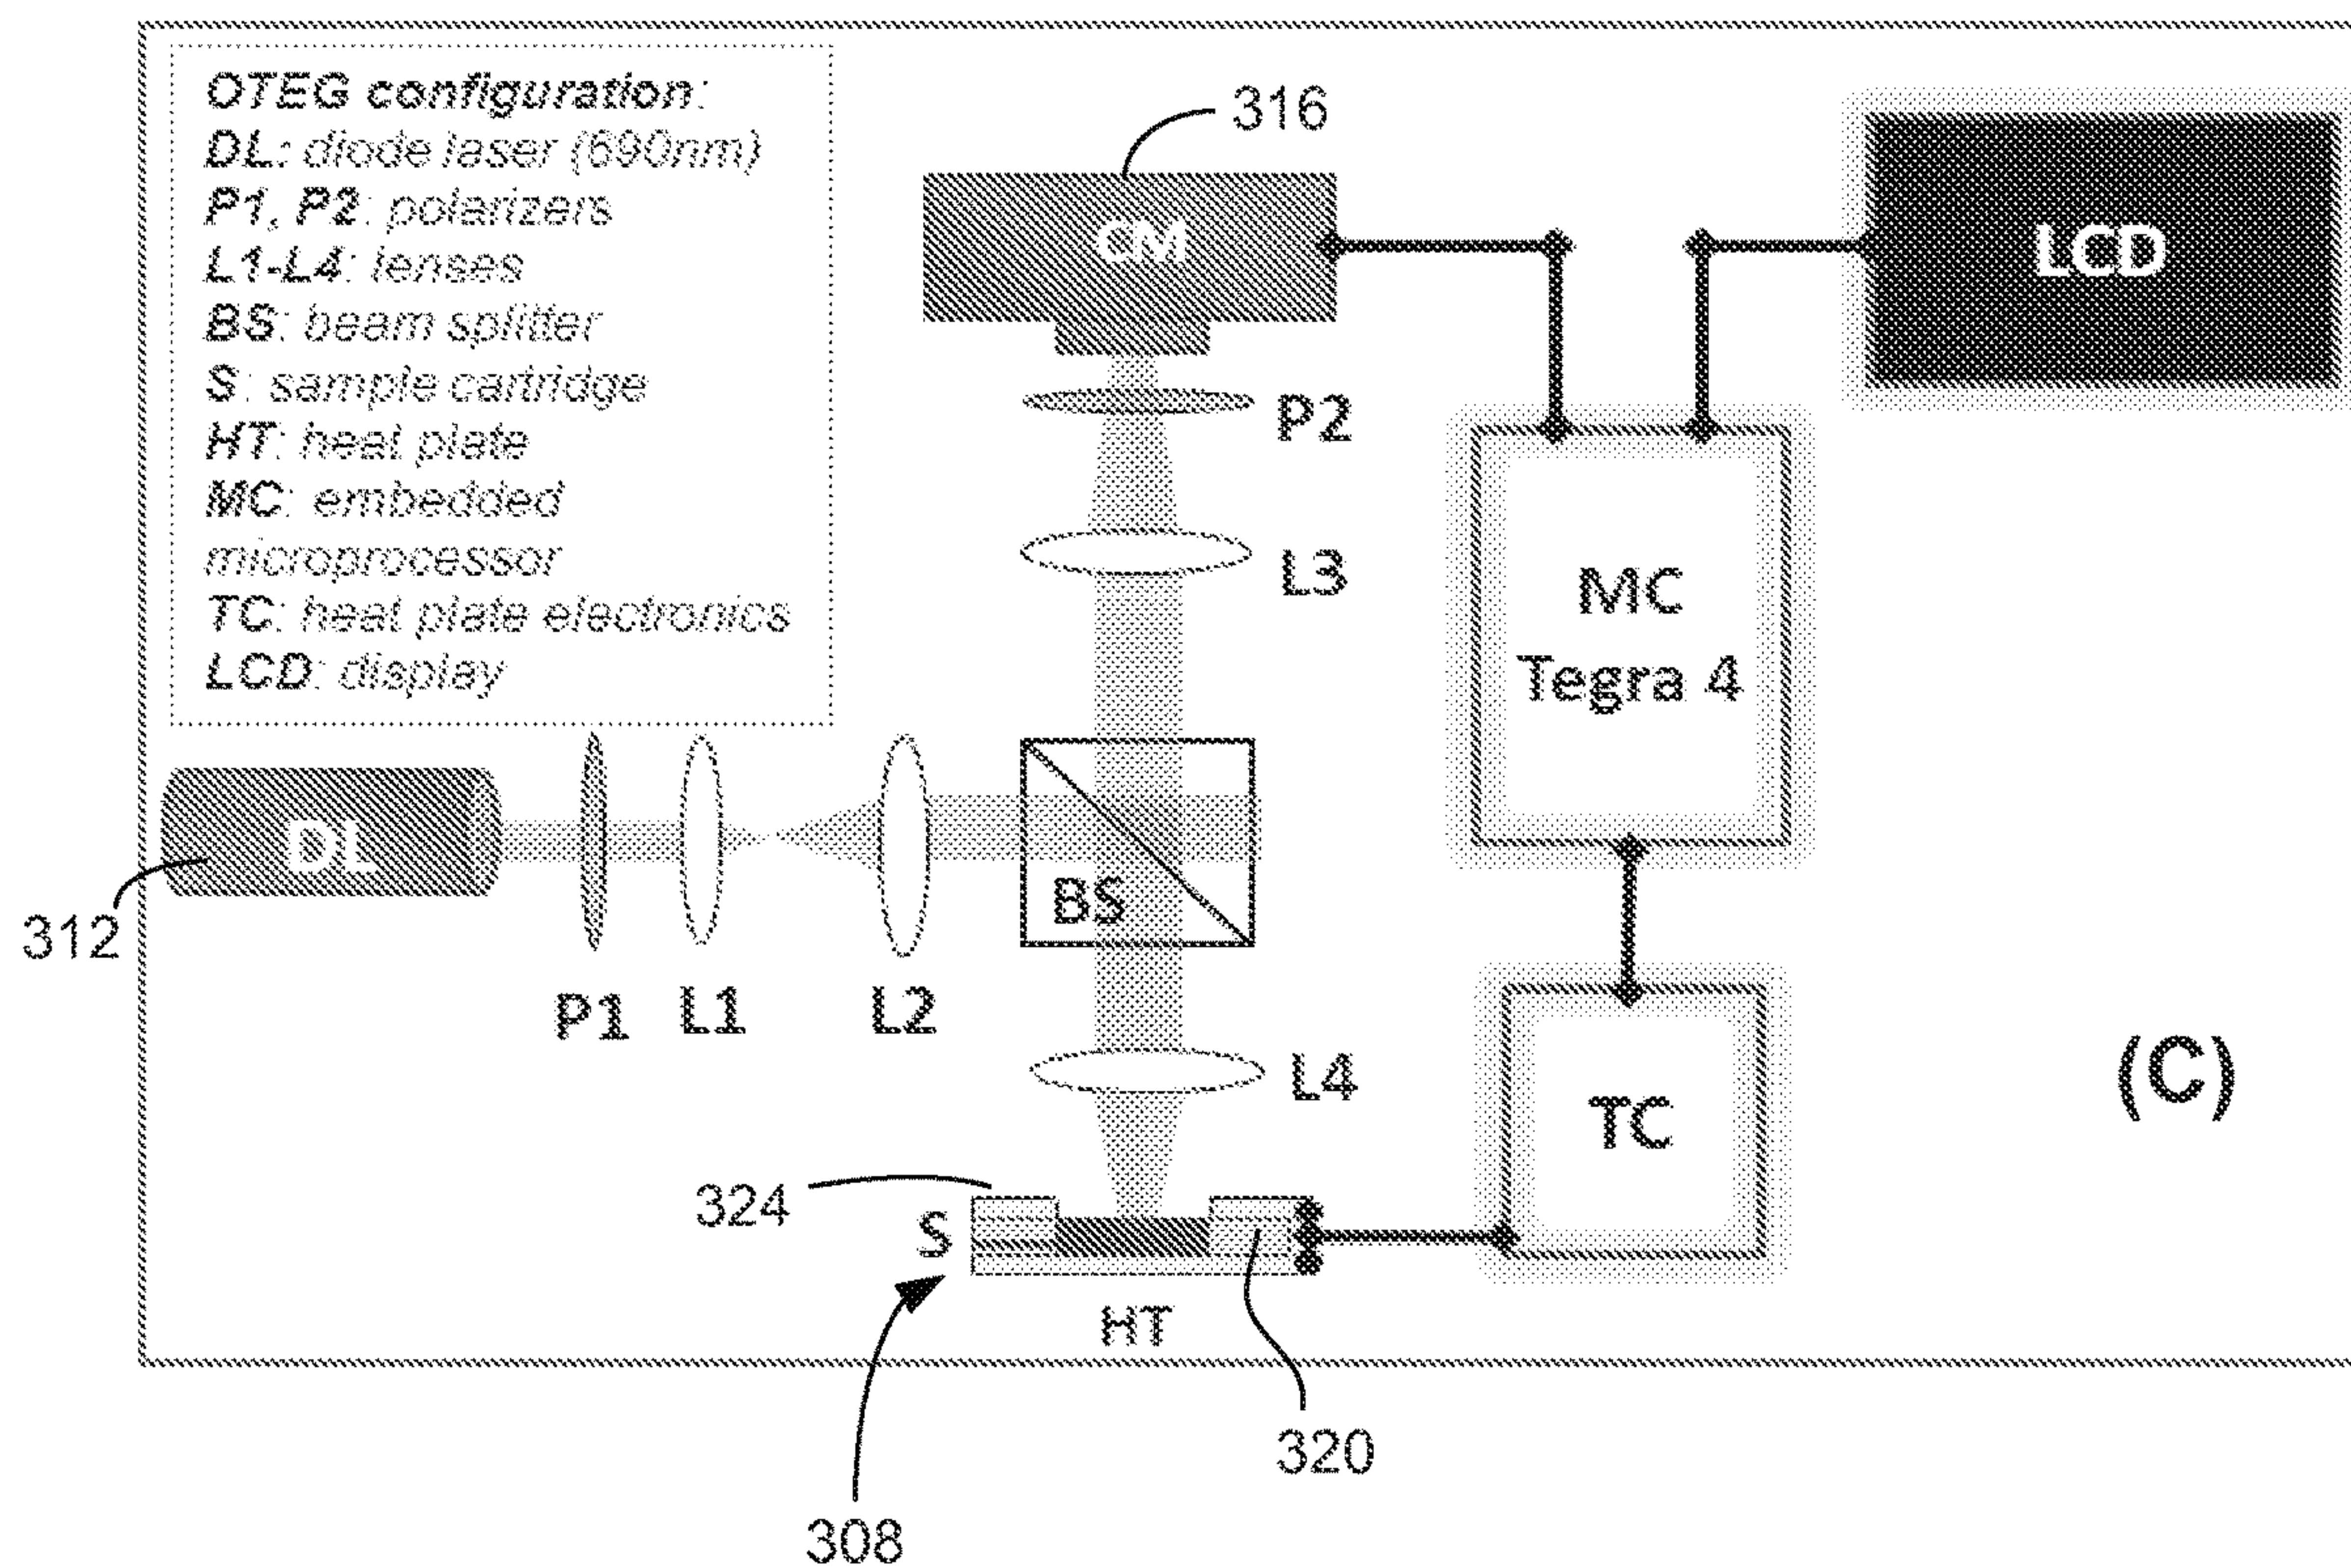 OTEG configuration:
DL: diode laser (690nm)
P1, P2: polarizers
L1-L4: lenses
BS: beam splitter
S: sample cartridge
HT: heat plate
MC: embedded
microprocessor
TC: heat plate electronics
LCD: display
316
CM
LCD
P2
L3
MC
Tegra 4
DL
BS
312
P1
L1
L2
L4
TC
(C)
324
S
HT
320
308